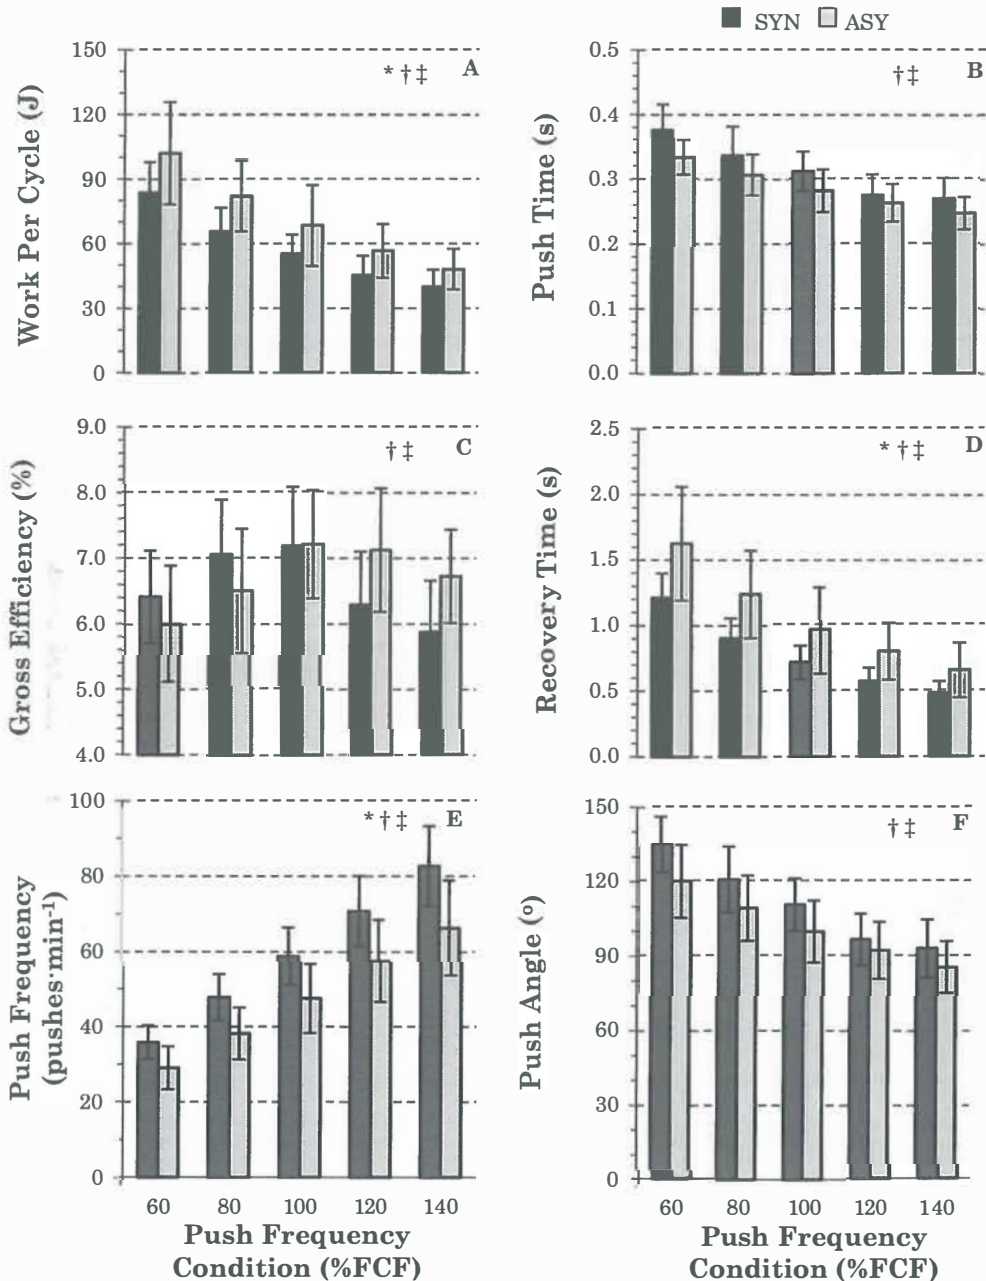 SYN ASY
150
120
90
60
30
0
Work Per Cycle (J)
* † ‡ A
0.5
0.4
0.3
0.2
0.1
0.0
Push Time (s)
† ‡ B
9.0
8.0
7.0
6.0
5.0
4.0
Gross Efficiency (%)
† ‡ C
2.5
2.0
1.5
1.0
0.5
0.0
Recovery Time (s)
* † ‡ D
100
80
60
40
20
0
Push Frequency
(pushes·min⁻¹)
* † ‡ E
60 80 100 120 140
Push Frequency
Condition (%FCF)
150
120
90
60
30
0
Push Angle (°)
† ‡ F
60 80 100 120 140
Push Frequency
Condition (%FCF)